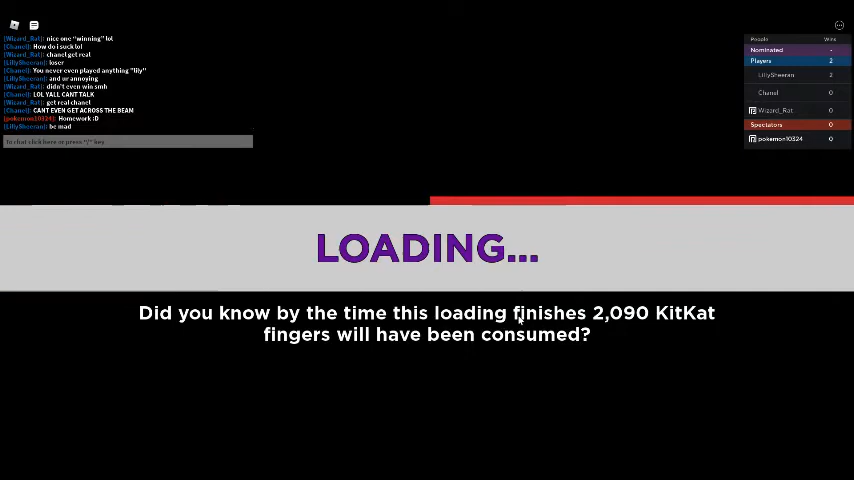 [Wizard_Rat]: nice one "winning" lol
[Chanel]: How do i suck lol
[Wizard_Rat]: chanel get real
[LillySheeran]: loser
[Chanel]: You never even played anything "lily"
[LillySheeran]: and ur annoying
[Wizard_Rat]: didn't even win smh
[Chanel]: LOL YALL CANT TALK
[Wizard_Rat]: get real chanel
[Chanel]: CANT EVEN GET ACROSS THE BEAM
[pokemon10324]: Homework :D
[LillySheeran]: be mad
To chat click here or press "/" key
People Wins
Nominated -
Players 2
LillySheeran 2
Chanel 0
Wizard_Rat 0
Spectators 0
pokemon10324 0
LOADING...
Did you know by the time this loading finishes 2,090 KitKat
fingers will have been consumed?